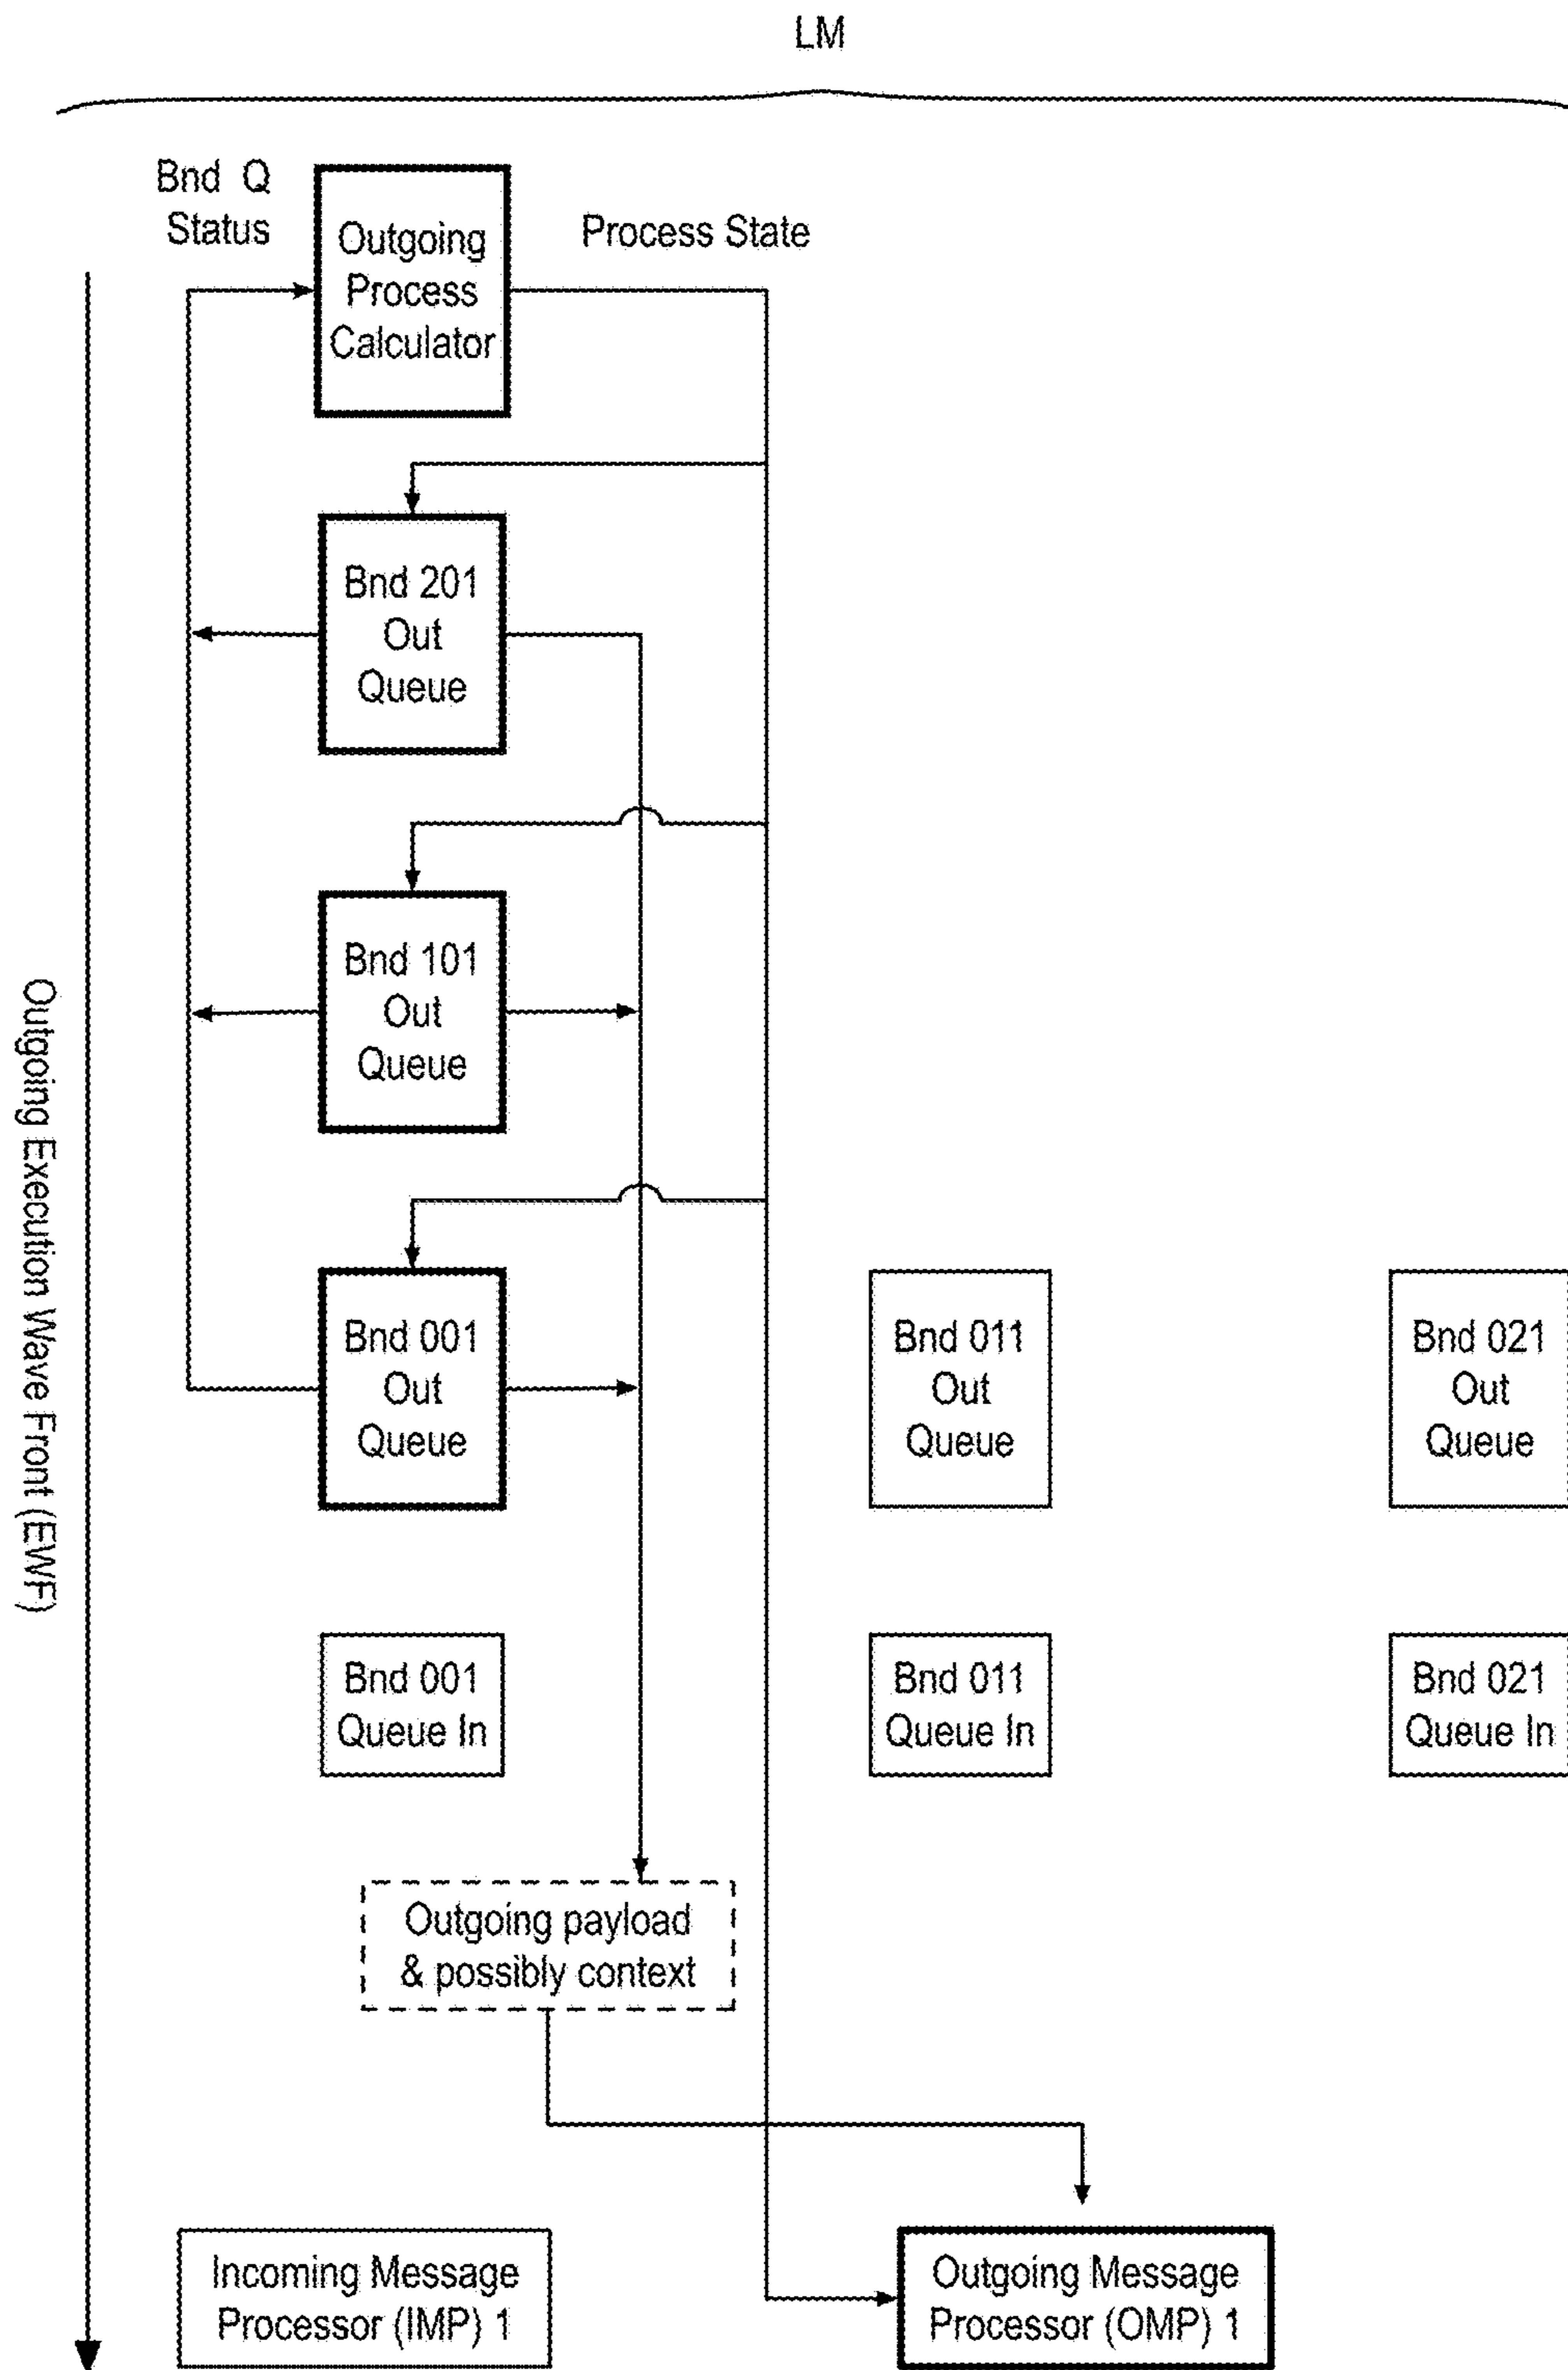 LM
Bnd Q
Status
Outgoing
Process
Calculator
Process State
Bnd 201
Out
Queue
Bnd 101
Out
Queue
Outgoing Execution Wave Front (EWF)
Bnd 001
Out
Queue
Bnd 011
Out
Queue
Bnd 021
Out
Queue
Bnd 001
Queue In
Bnd 011
Queue In
Bnd 021
Queue In
Outgoing payload
& possibly context
Incoming Message
Processor (IMP) 1
Outgoing Message
Processor (OMP) 1